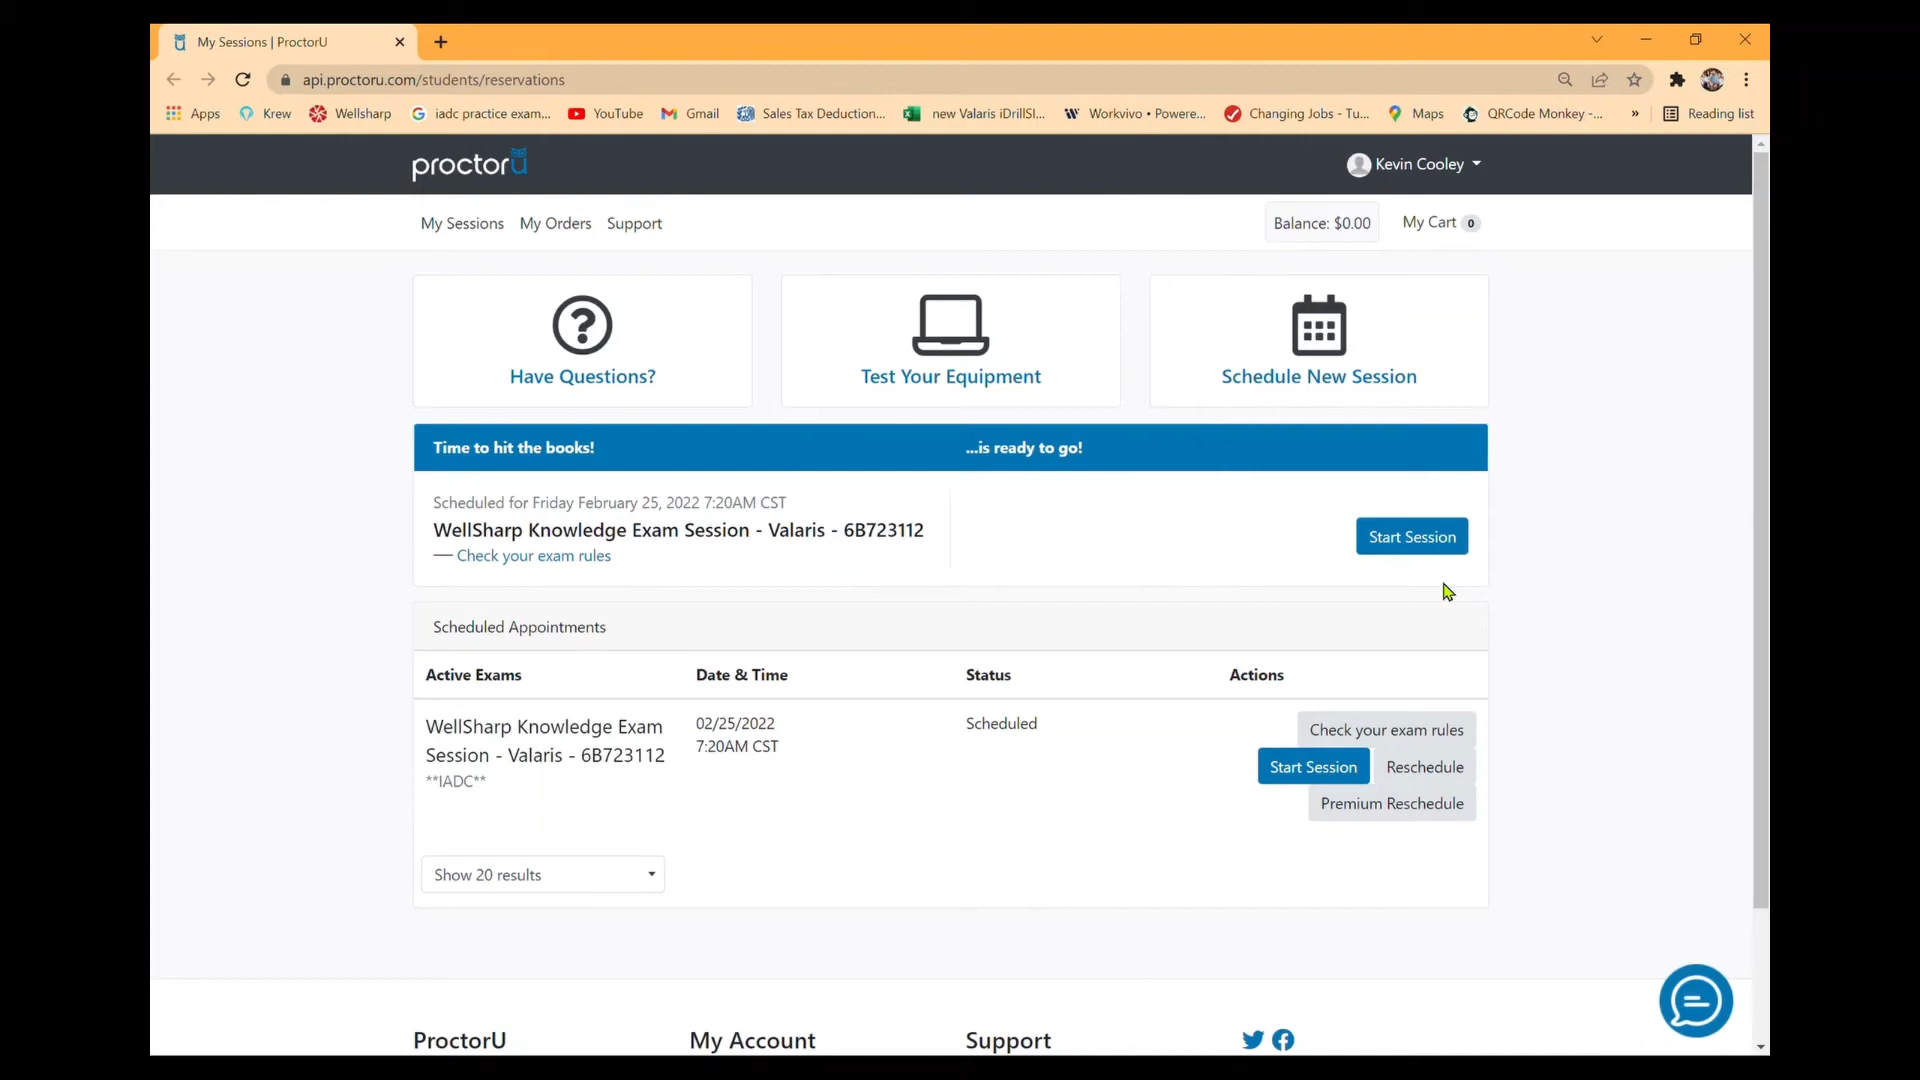 My Sessions | ProctorU
api.proctoru.com/students/reservations
Apps Krew Wellsharp iadc practice exam... YouTube Gmail Sales Tax Deduction... new Valaris iDrillSI... Workvivo • Powere... Changing Jobs - Tu... Maps QRCode Monkey -... » Reading list
proctorU
Kevin Cooley
My Sessions My Orders Support Balance: $0.00 My Cart 0
Have Questions? Test Your Equipment Schedule New Session
Time to hit the books! ...is ready to go!
Scheduled for Friday February 25, 2022 7:20AM CST
WellSharp Knowledge Exam Session - Valaris - 6B723112
Start Session
— Check your exam rules
Scheduled Appointments
Active Exams Date & Time Status Actions
WellSharp Knowledge Exam
Session - Valaris - 6B723112
**IADC**
02/25/2022
7:20AM CST
Scheduled
Check your exam rules
Start Session Reschedule
Premium Reschedule
Show 20 results
ProctorU My Account Support